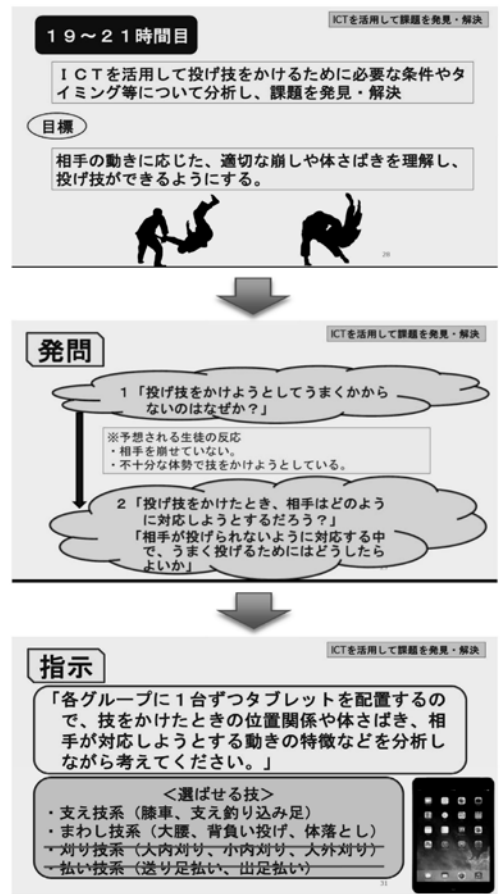 ICTを活用して課題を発見・解決
19～21時間目
ICTを活用して投げ技をかけるために必要な条件やタ
イミング等について分析し、課題を発見・解決
目標
相手の動きに応じた、適切な崩しや体さばきを理解し、
投げ技ができるようにする。
ICTを活用して課題を発見・解決
発問
1「投げ技をかけようとしてうまくかから
ないのはなぜか？」
※予想される生徒の反応
・相手を崩せていない。
・不十分な体勢で技をかけようとしている。
2「投げ技をかけたとき、相手はどのよう
に対応しようとするだろう？」
「相手が投げられないように対応する中
で、うまく投げるためにはどうしたら
よいか」
ICTを活用して課題を発見・解決
指示
「各グループに1台ずつタブレットを配置するの
で、技をかけたときの位置関係や体さばき、相
手が対応しようとする動きの特徴などを分析し
ながら考えてください。」
＜選ばせる技＞
・支え技系（膝車、支え釣り込み足）
・まわし技系（大腰、背負い投げ、体落とし）
・刈り技系（大内刈り、小内刈り、大外刈り）
・払い技系（送り足払い、出足払い）
31